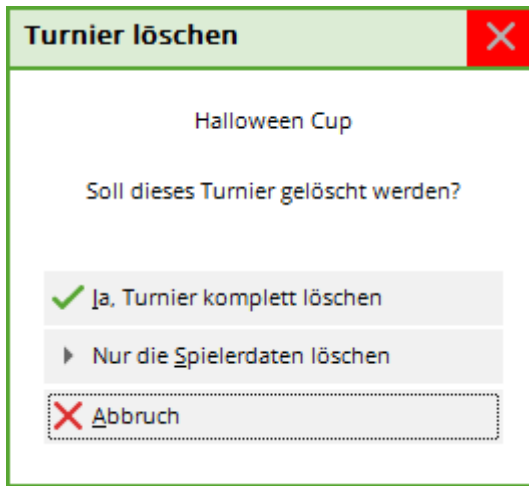 Turnier löschen
Halloween Cup
Soll dieses Turnier gelöscht werden?
Ja, Turnier komplett löschen
Nur die Spielerdaten löschen
Abbruch